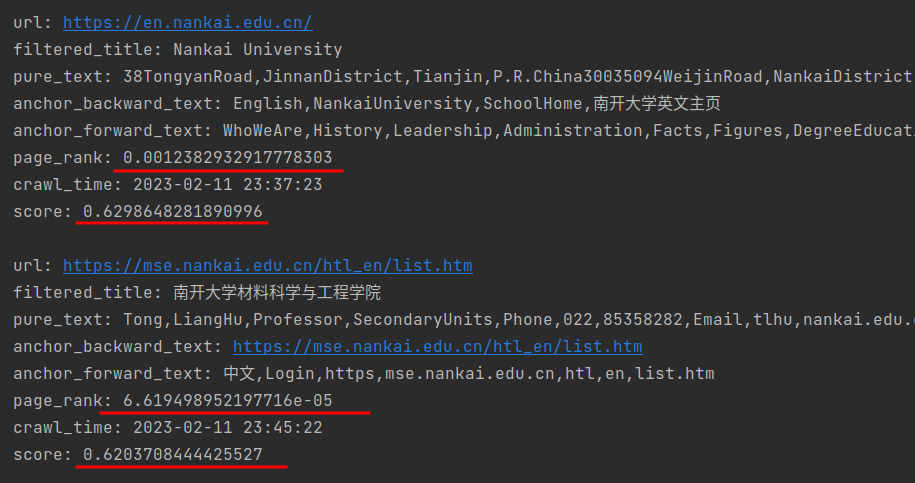 url: https://en.nankai.edu.cn/
filtered_title: Nankai University
pure_text: 38TongyanRoad,JinnanDistrict,Tianjin,P.R.China30035094WeijinRoad,NankaiDistrict
anchor_backward_text: English,NankaiUniversity,SchoolHome,南开大学英文主页
anchor_forward_text: WhoWeAre,History,Leadership,Administration,Facts,Figures,DegreeEducat
page_rank: 0.0012382932917778303
crawl_time: 2023-02-11 23:37:23
score: 0.6298648281890996
url: https://mse.nankai.edu.cn/htl_en/list.htm
filtered_title: 南开大学材料科学与工程学院
pure_text: Tong,LiangHu,Professor,SecondaryUnits,Phone,022,85358282,Email,tlhu,nankai.edu.
anchor_backward_text: https://mse.nankai.edu.cn/htl_en/list.htm
anchor_forward_text: 中文,Login,https,mse.nankai.edu.cn,htl,en,list.htm
page_rank: 6.619498952197716e-05
crawl_time: 2023-02-11 23:45:22
score: 0.6203708444425527